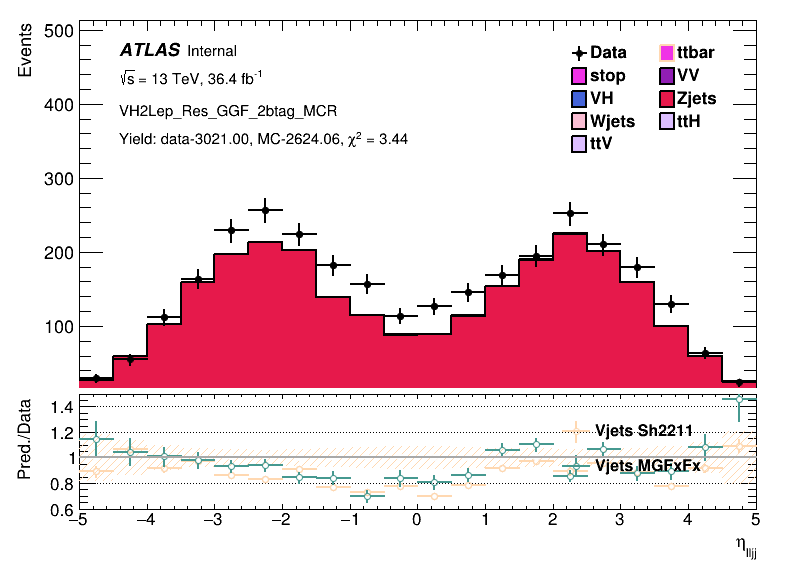 Events
500
400
300
200
100
ATLAS Internal
√s = 13 TeV, 36.4 fb⁻¹
VH2Lep_Res_GGF_2btag_MCR
Yield: data-3021.00, MC-2624.06, χ² = 3.44
Data
ttbar
stop
VV
VH
Zjets
Wjets
ttH
ttV
Pred./Data
1.4
1.2
1
0.8
0.6
Vjets Sh2211
Vjets MGFxFx
−5 −4 −3 −2 −1 0 1 2 3 4 5
η_lljj